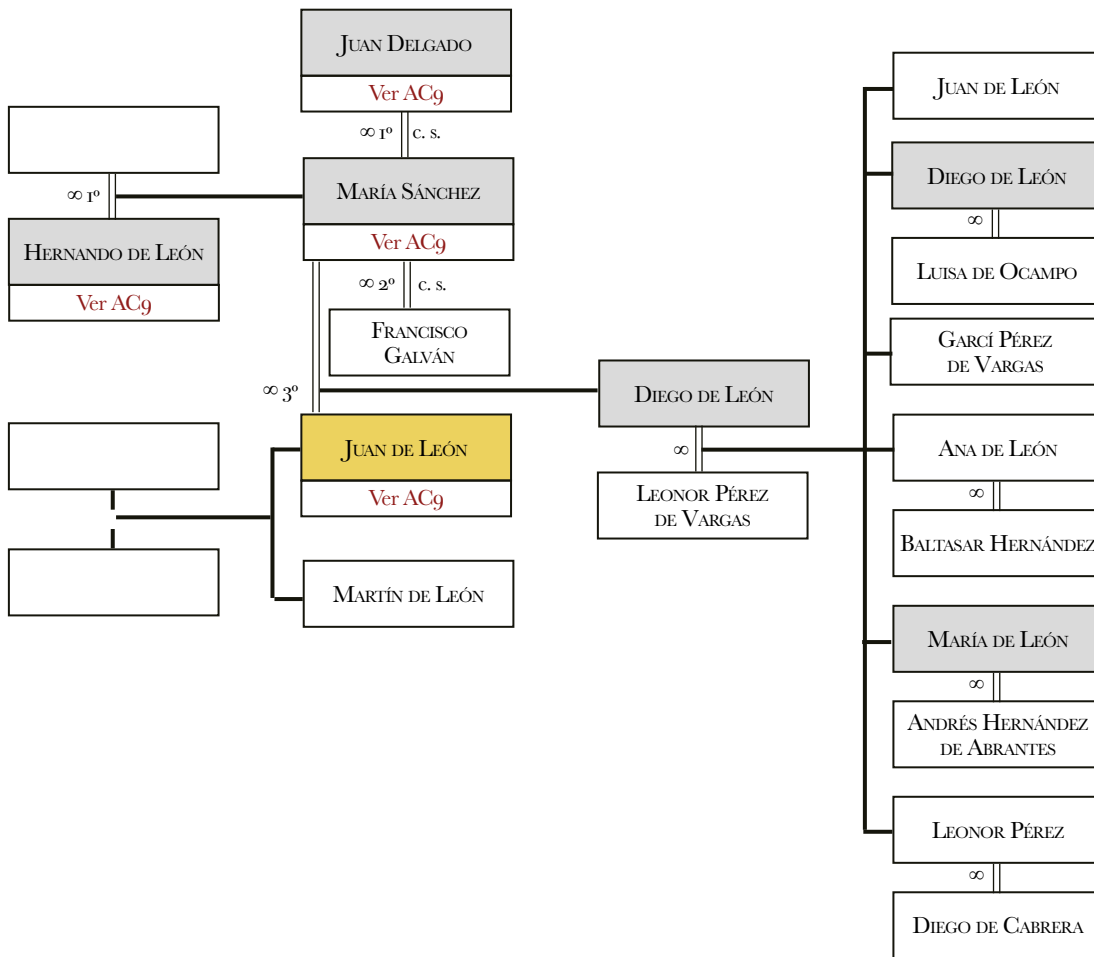 Juan Delgado
Ver AC9
∞ 1º c. s.
María Sánchez
Ver AC9
∞ 1º
Hernando de León
Ver AC9
∞ 2º c. s.
Francisco
Galván
∞ 3º
Juan de León
Ver AC9
Martín de León
Diego de León
∞
Leonor Pérez
de Vargas
Juan de León
Diego de León
∞
Luisa de Ocampo
Garcí Pérez
de Vargas
Ana de León
∞
Baltasar Hernández
María de León
∞
Andrés Hernández
de Abrantes
Leonor Pérez
∞
Diego de Cabrera